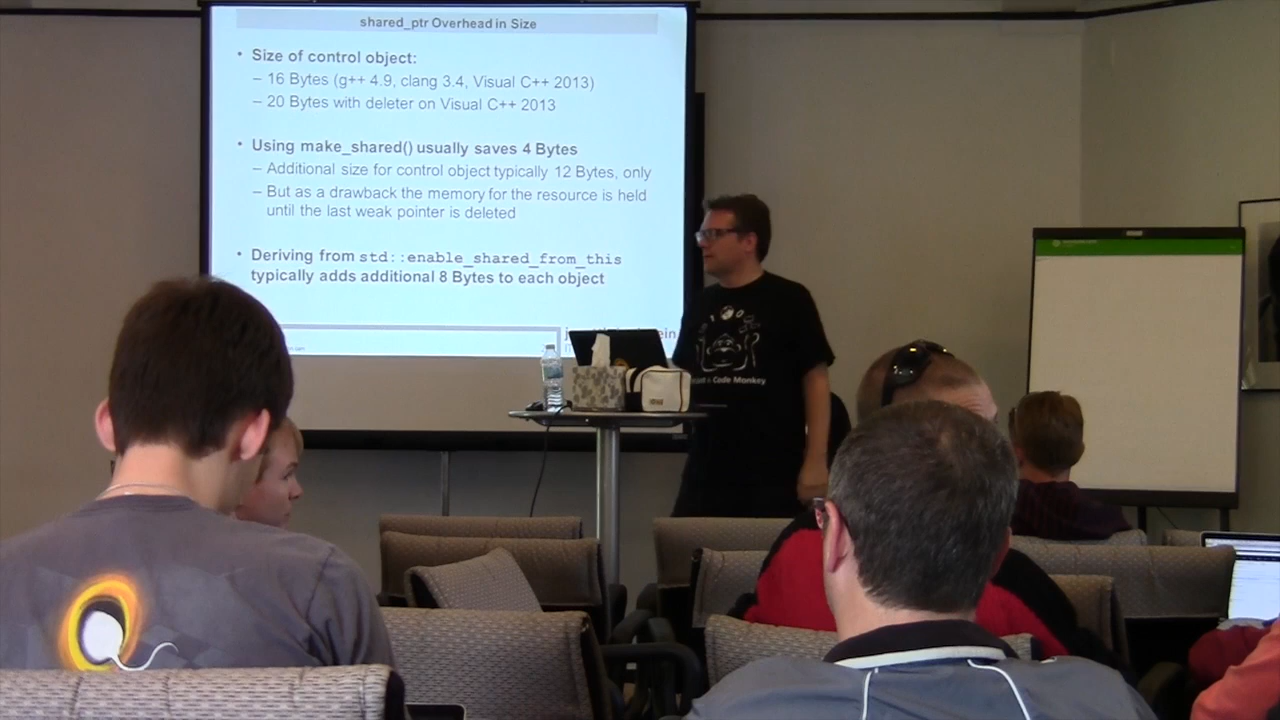 shared_ptr Overhead in Size
• Size of control object:
– 16 Bytes (g++ 4.9, clang 3.4, Visual C++ 2013)
– 20 Bytes with deleter on Visual C++ 2013
• Using make_shared() usually saves 4 Bytes
– Additional size for control object typically 12 Bytes, only
– But as a drawback the memory for the resource is held
until the last weak pointer is deleted
• Deriving from std::enable_shared_from_this
typically adds additional 8 Bytes to each object
Code Monkey